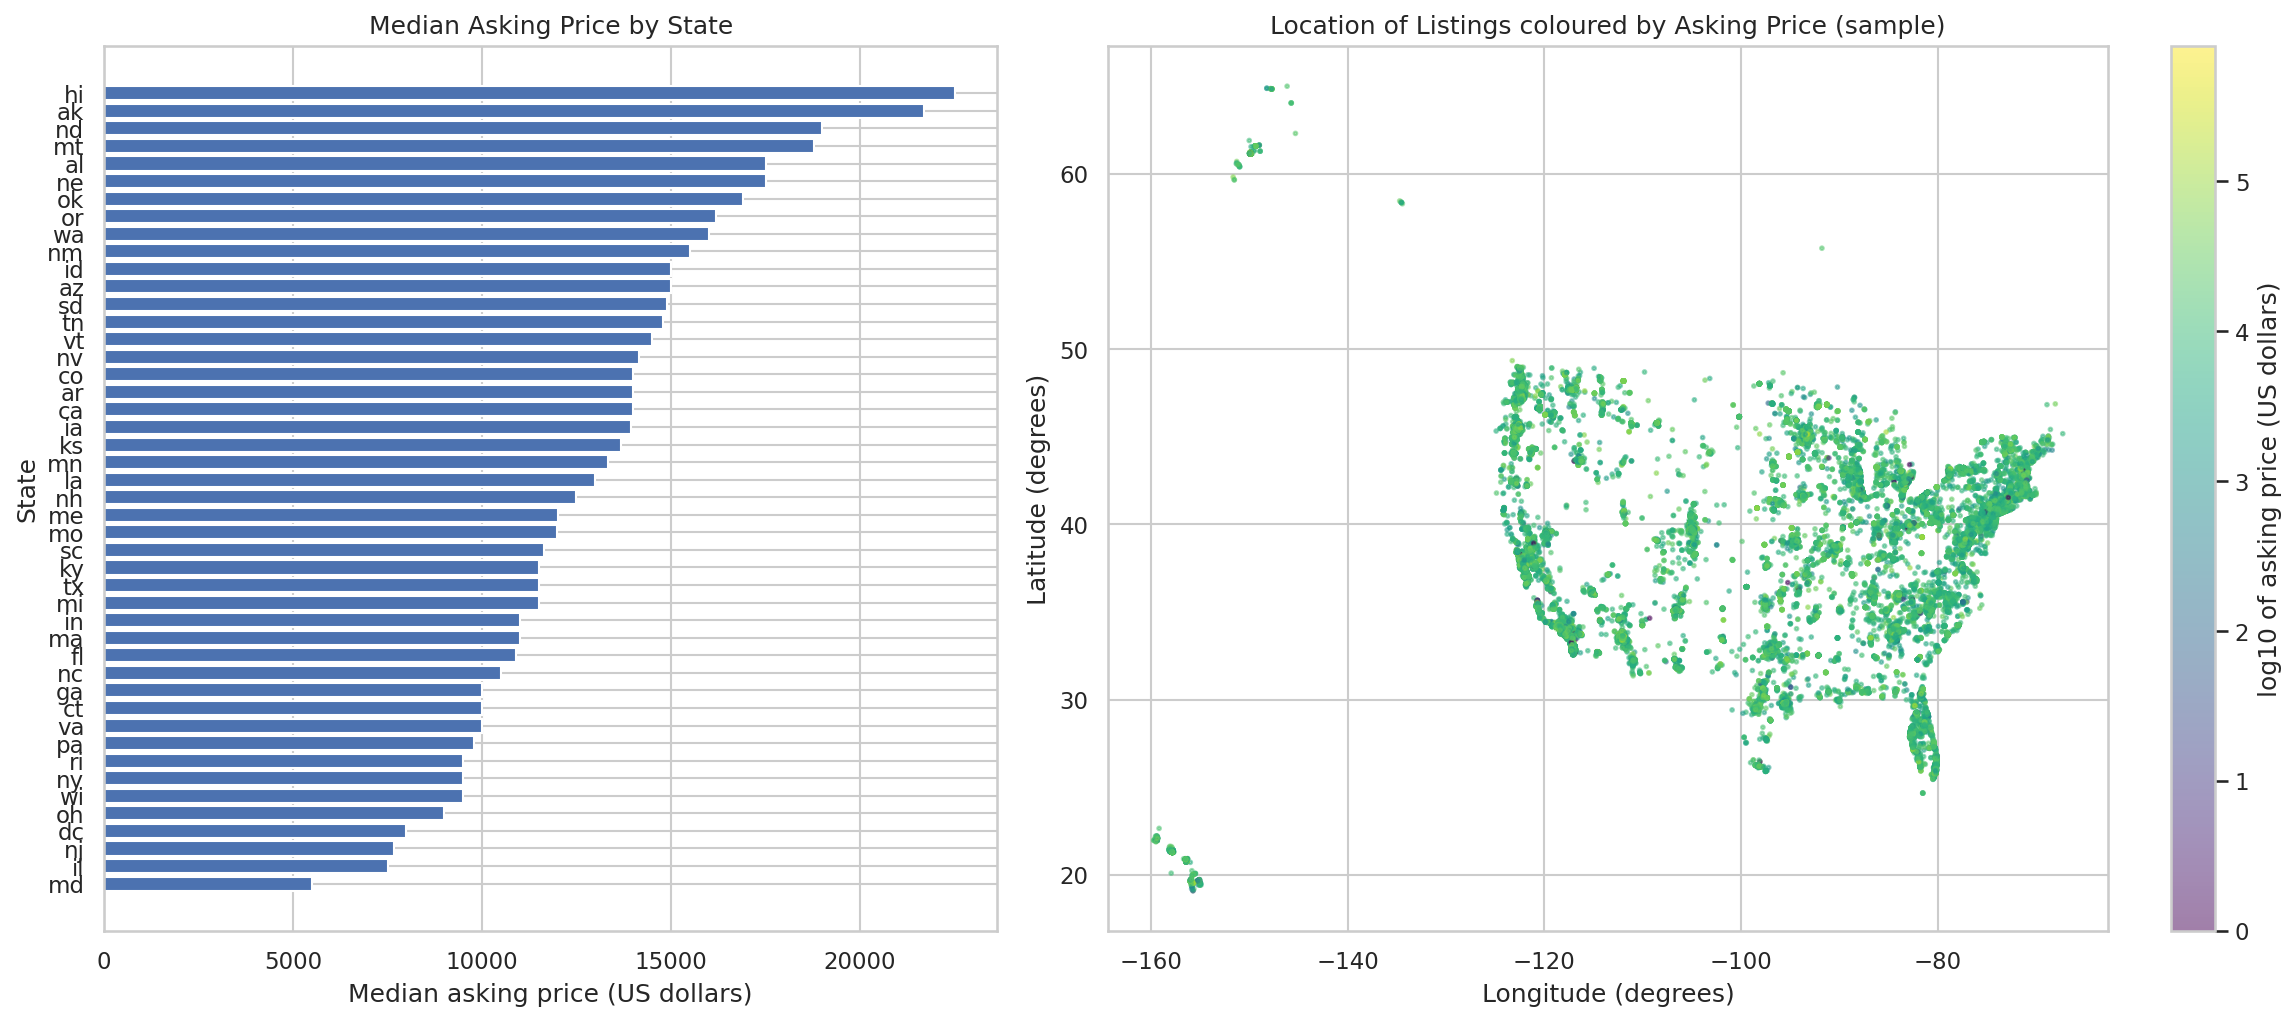 Median Asking Price by State
hi
ak
nd
mt
al
ne
ok
or
wa
nm
id
az
sd
tn
vt
nv
co
ar
ca
ia
ks
mn
la
nh
me
mo
sc
ky
tx
mi
in
ma
fl
nc
ga
ct
va
pa
ri
ny
wi
oh
dc
nj
il
md
State
0 5000 10000 15000 20000
Median asking price (US dollars)
Location of Listings coloured by Asking Price (sample)
60
50
40
30
20
Latitude (degrees)
−160 −140 −120 −100 −80
Longitude (degrees)
5
4
3
2
1
0
log10 of asking price (US dollars)